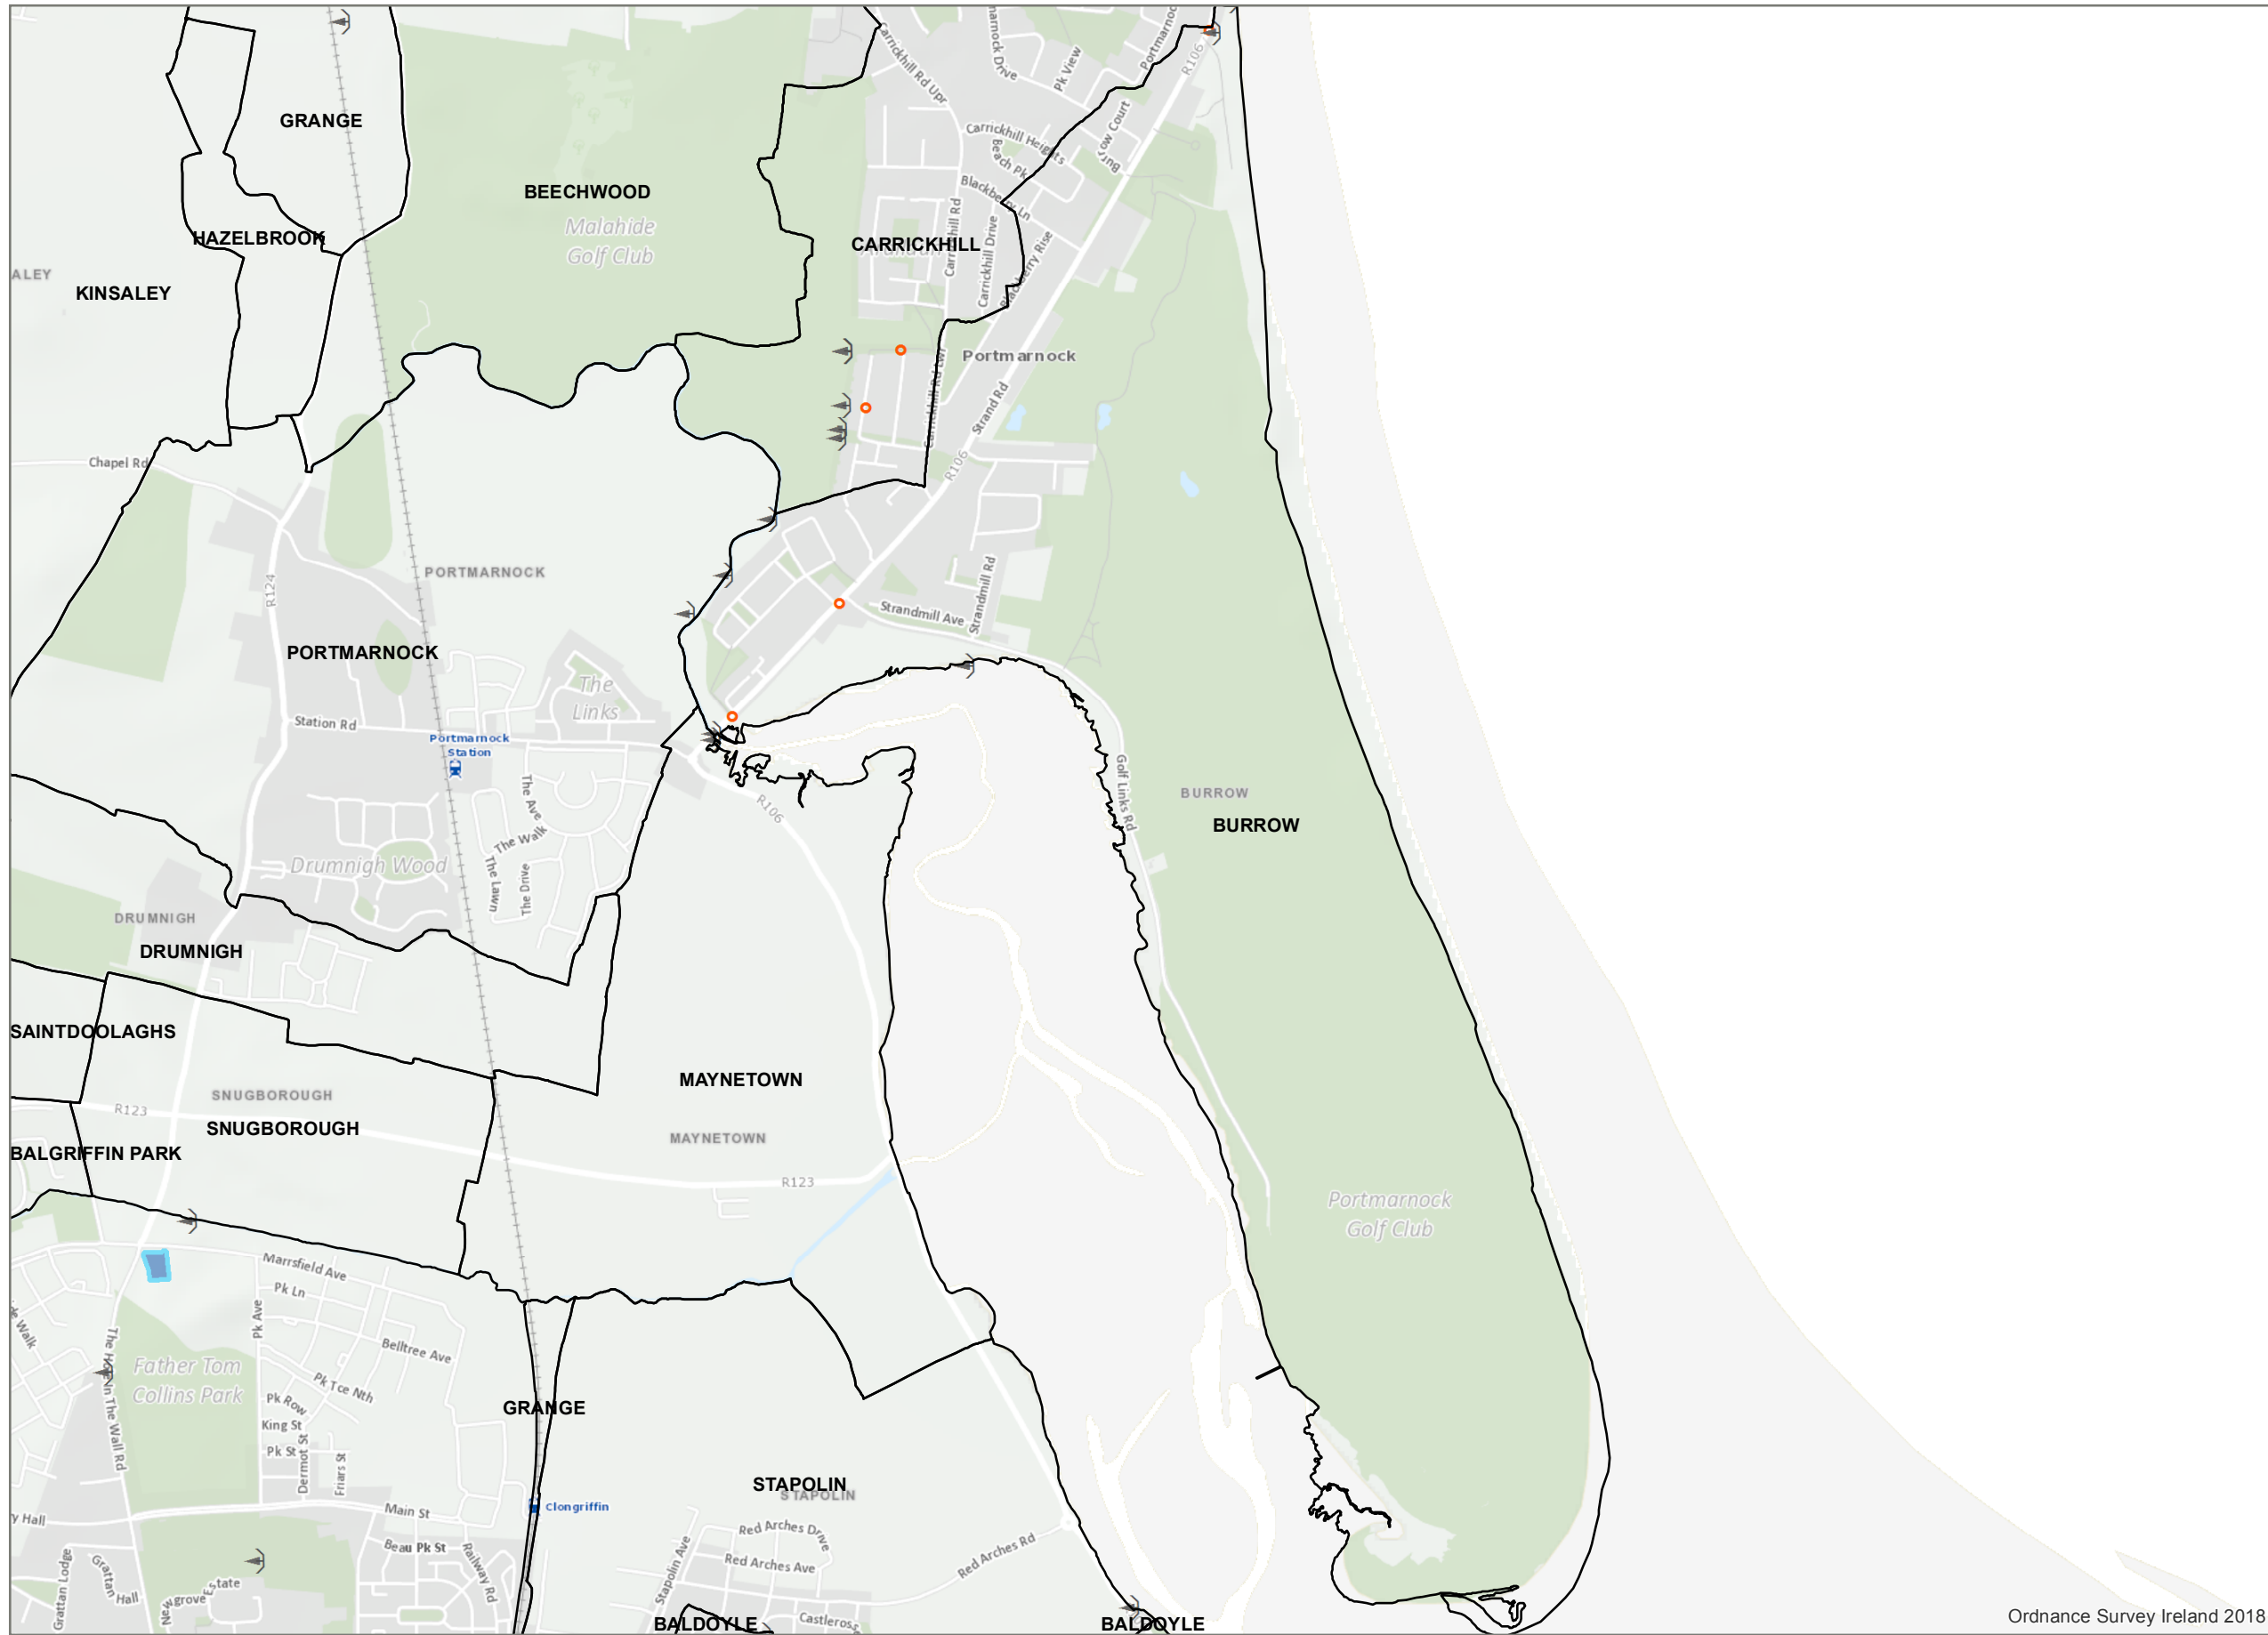 R106
Carrickhill Rd Upr
Pk View
GRANGE
Carrickhill Heights
Beach Pk
BEECHWOOD
Blackberry Ln
Malahide
Golf Club
HAZELBROOK
CARRICKHILL
Carrickhill Rd
Carrickhill Drive
Blackberry Rise
ALEY
KINSALEY
Portmarnock
Carrickhill Rd Lwr
Strand Rd
R106
Chapel Rd
PORTMARNOCK
R124
Strandmill Ave
Strandmill Rd
PORTMARNOCK
The
Links
Station Rd
Portmarnock
Station
R106
Golf Links Rd
BURROW
BURROW
The Ave
The Walk
The Lawn
The Drive
Drumnigh Wood
DRUMNIGH
DRUMNIGH
SAINTDOOLAGHS
MAYNETOWN
SNUGBOROUGH
R123
SNUGBOROUGH
MAYNETOWN
BALGRIFFIN PARK
R123
Portmarnock
Golf Club
Marrsfield Ave
Pk Ln
Pk Ave
Belltree Ave
Father Tom
Collins Park
Pk Tce Nth
Pk Row
King St
Pk St
Dermot St
Friars St
GRANGE
STAPOLIN
STAPOLIN
Clongriffin
Main St
Beau Pk St
Railway Rd
Red Arches Drive
Red Arches Ave
Red Arches Rd
Stapolin Ave
Grattan Lodge
Grattan Hall
BALDOYLE
BALDOYLE
Ordnance Survey Ireland 2018